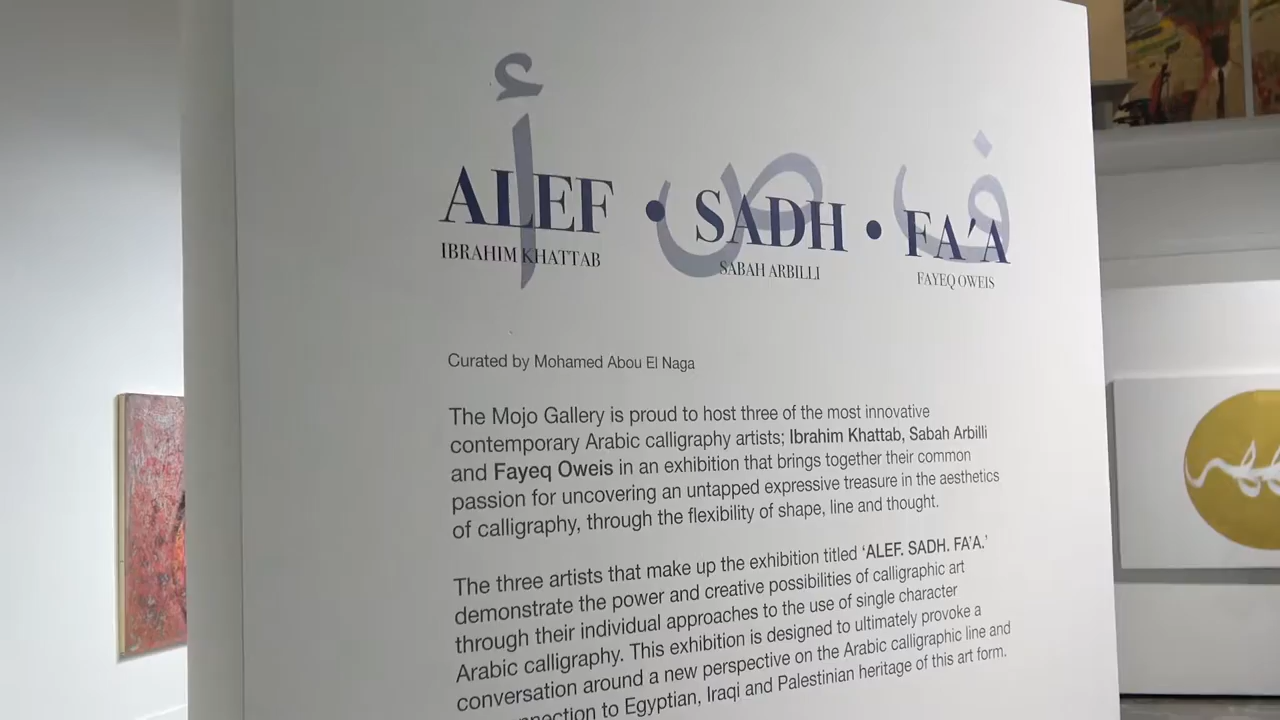 أ ص ف
ALEF • SADH • FA'A
IBRAHIM KHATTAB SABAH ARBILLI FAYEQ OWEIS
Curated by Mohamed Abou El Naga
The Mojo Gallery is proud to host three of the most innovative
contemporary Arabic calligraphy artists; Ibrahim Khattab, Sabah Arbilli
and Fayeq Oweis in an exhibition that brings together their common
passion for uncovering an untapped expressive treasure in the aesthetics
of calligraphy, through the flexibility of shape, line and thought.
The three artists that make up the exhibition titled ‘ALEF. SADH. FA’A.’
demonstrate the power and creative possibilities of calligraphic art
through their individual approaches to the use of single character
Arabic calligraphy. This exhibition is designed to ultimately provoke a
conversation around a new perspective on the Arabic calligraphic line and
to Egyptian, Iraqi and Palestinian heritage of this art form.